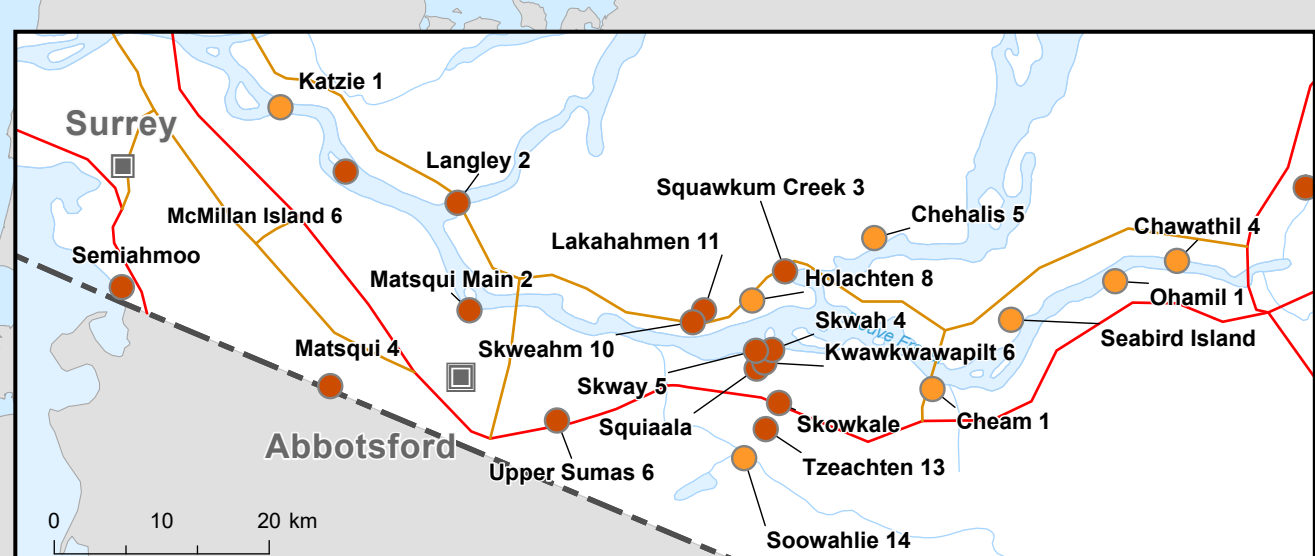 Katzie 1
Surrey
Langley 2
Squawkum Creek 3
McMillan Island 6
Chehalis 5
Chawathil 4
Lakahahmen 11
Semiahmoo
Matsqui Main 2
Holachten 8
Ohamil 1
Skwah 4
Seabird Island
Matsqui 4
Skweahm 10
Kwawkwawapilt 6
Skway 5
Squiaala
Skowkale
Cheam 1
Abbotsford
Upper Sumas 6
Tzeachten 13
0 10 20 km
Soowahlie 14